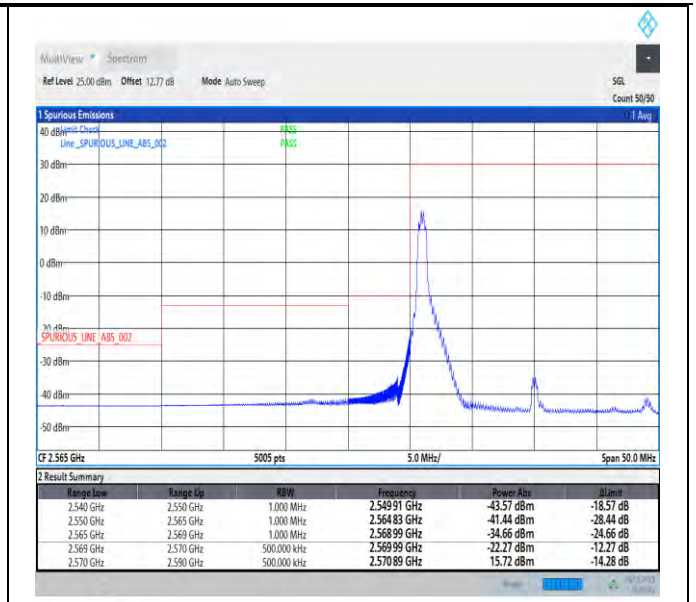 MultiView Spectrum
Ref Level 25.00 dBm Offset 12.77 dB Mode Auto Sweep SGL
Count 50/50
1 Spurious Emissions 1 Avg
40 dBm Limit Check PASS
Line _SPURIOUS_LINE_ABS_002 PASS
30 dBm
20 dBm
10 dBm
0 dBm
-10 dBm
-20 dBm
_SPURIOUS_LINE_ABS_002
-30 dBm
-40 dBm
-50 dBm
CF 2.565 GHz 5005 pts 5.0 MHz/ Span 50.0 MHz
2 Result Summary
Range Low Range Up RBW Frequency Power Abs ΔLimit
2.540 GHz 2.550 GHz 1.000 MHz 2.549 91 GHz -43.57 dBm -18.57 dB
2.550 GHz 2.565 GHz 1.000 MHz 2.564 83 GHz -41.44 dBm -28.44 dB
2.565 GHz 2.569 GHz 1.000 MHz 2.568 99 GHz -34.66 dBm -24.66 dB
2.569 GHz 2.570 GHz 500.000 kHz 2.569 99 GHz -22.27 dBm -12.27 dB
2.570 GHz 2.590 GHz 500.000 kHz 2.570 89 GHz 15.72 dBm -14.28 dB